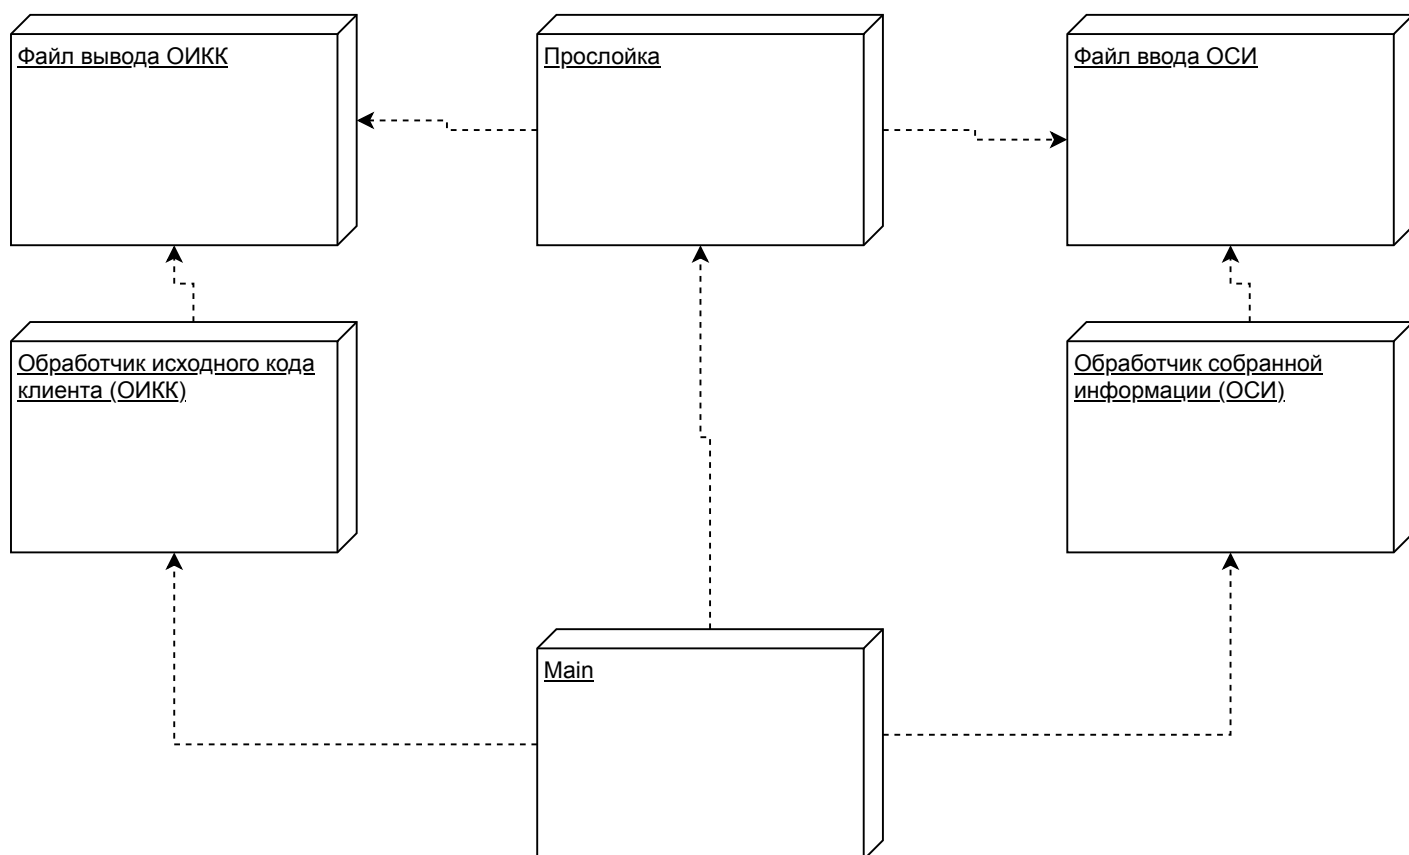 Файл вывода ОИКК
Прослойка
Файл ввода ОСИ
Обработчик исходного кода
клиента (ОИКК)
Обработчик собранной
информации (ОСИ)
Main